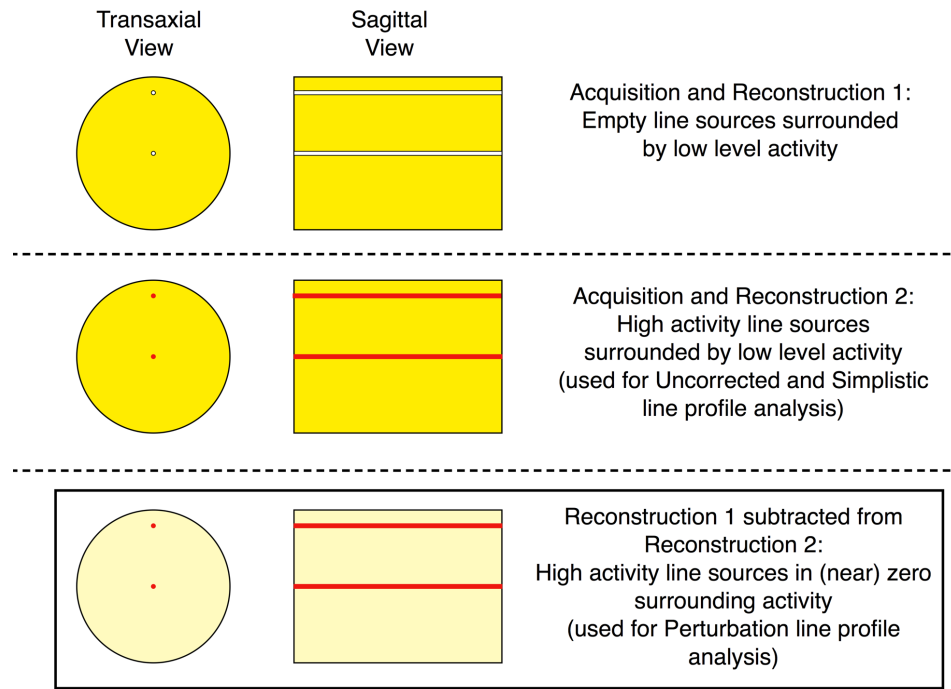 Transaxial
View
Sagittal
View
Acquisition and Reconstruction 1:
Empty line sources surrounded
by low level activity
Acquisition and Reconstruction 2:
High activity line sources
surrounded by low level activity
(used for Uncorrected and Simplistic
line profile analysis)
Reconstruction 1 subtracted from
Reconstruction 2:
High activity line sources in (near) zero
surrounding activity
(used for Perturbation line profile
analysis)